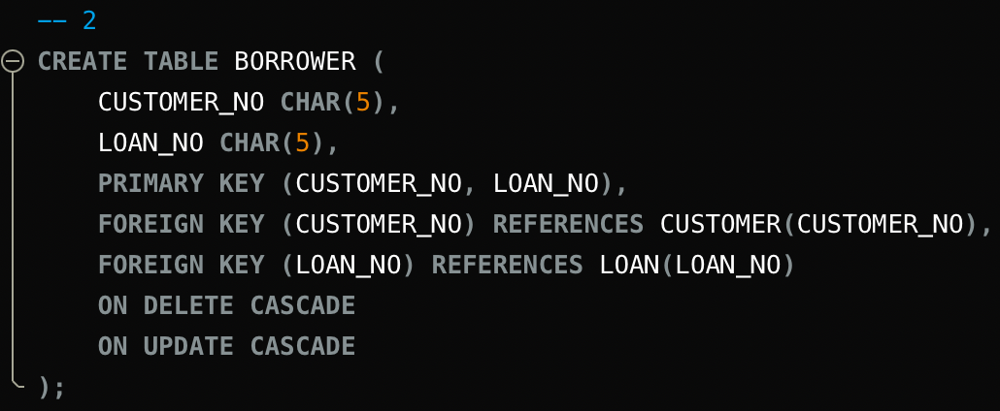 -- 2
CREATE TABLE BORROWER (
CUSTOMER_NO CHAR(5),
LOAN_NO CHAR(5),
PRIMARY KEY (CUSTOMER_NO, LOAN_NO),
FOREIGN KEY (CUSTOMER_NO) REFERENCES CUSTOMER(CUSTOMER_NO),
FOREIGN KEY (LOAN_NO) REFERENCES LOAN(LOAN_NO)
ON DELETE CASCADE
ON UPDATE CASCADE
);